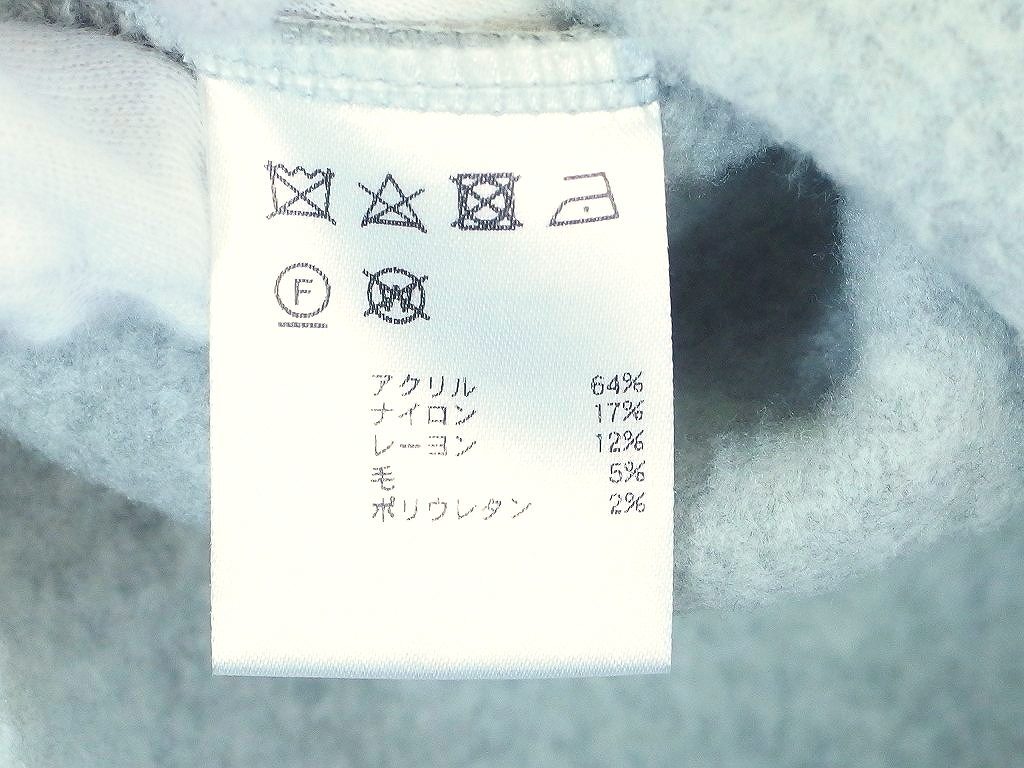 F
W
アクリル 64%
ナイロン 17%
レーヨン 12%
毛 5%
ポリウレタン 2%